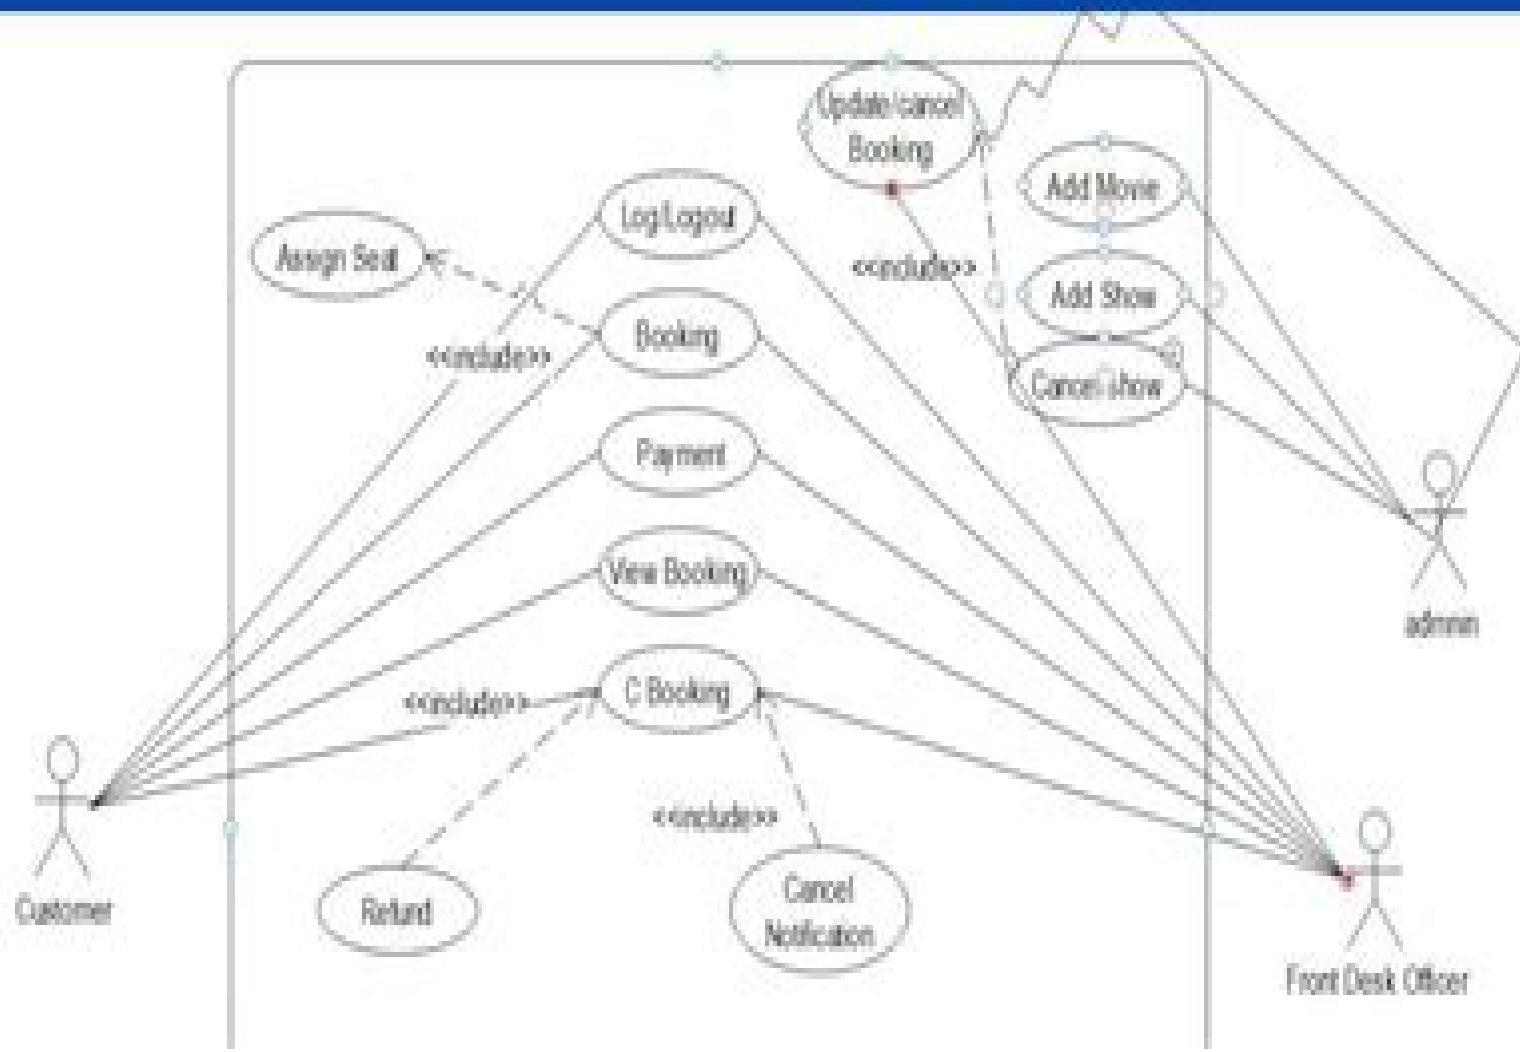 Update/cancel
Booking
Add Movie
Log/Logout
Assign Seat
<<include>>
Add Show
Booking
<<include>>
Cancel show
Payment
View Booking
admnin
C Booking
<<include>>
<<include>>
Cancel
Notification
Refund
Customer
Front Desk Officer